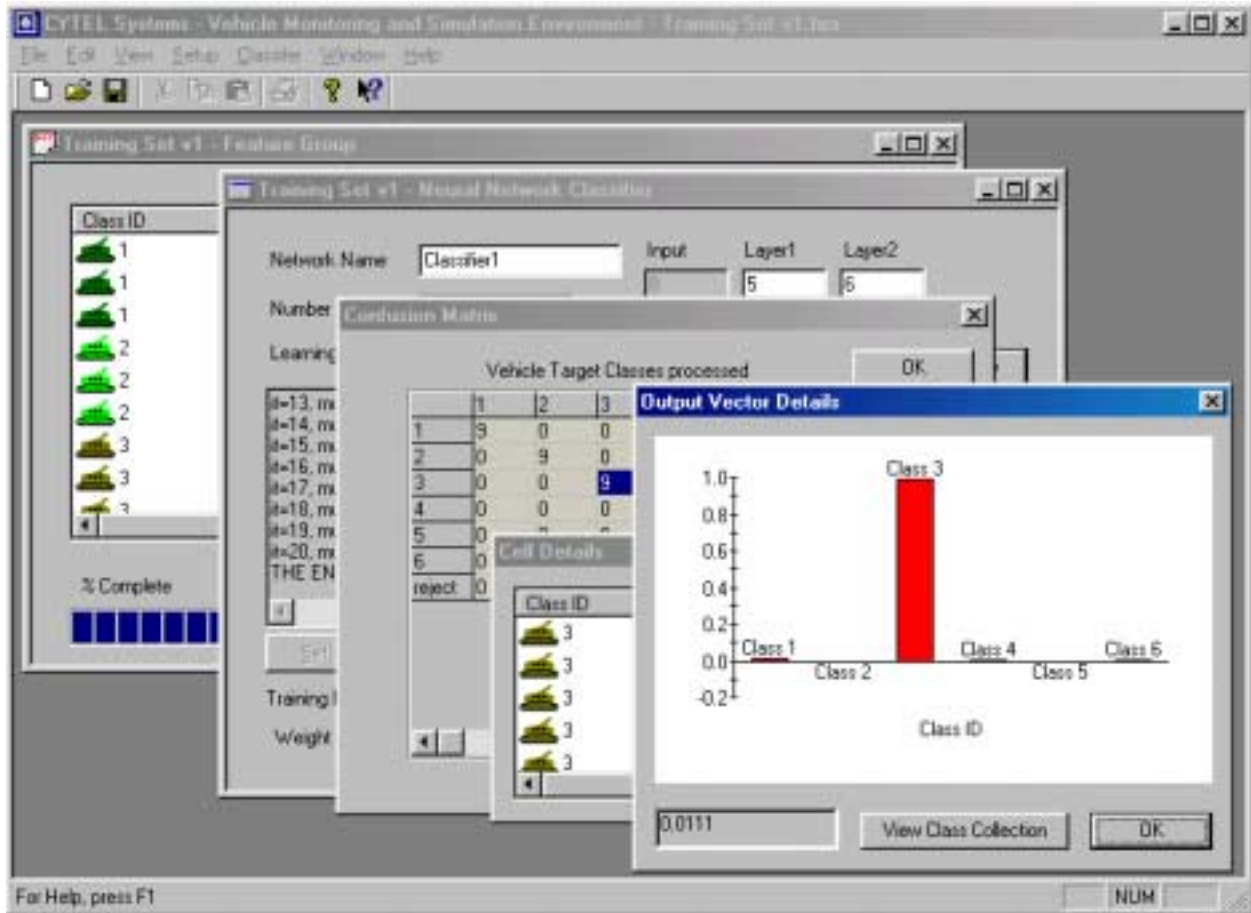 CYTEL Systems - Vehicle Monitoring and Simulation Environment - Training Set v1.
File Edit View Setup Classifer Window Help
Training Set v1 - Feature Group
Class ID
1
1
1
2
2
2
3
3
3
% Complete
Training Set v1 - Neural Network Classifier
Network Name
Classifier1
Input
Layer1
Layer2
5
6
Number
Learning
it=13, m
it=14, m
it=15, m
it=16, m
it=17, m
it=18, m
it=19, m
it=20, m
THE EN
Set
Training
Weight
Confusion Matrix
Vehicle Target Classes processed
OK
1 2 3
1 9 0 0
2 0 9 0
3 0 0 9
4 0 0 0
5 0
6 0
reject 0
Cell Details
Class ID
3
3
3
3
3
Output Vector Details
1.0
0.8
0.6
0.4
0.2
0.0
-0.2
Class 1
Class 2
Class 3
Class 4
Class 5
Class 6
Class ID
0.0111
View Class Collection
OK
For Help, press F1
NUM